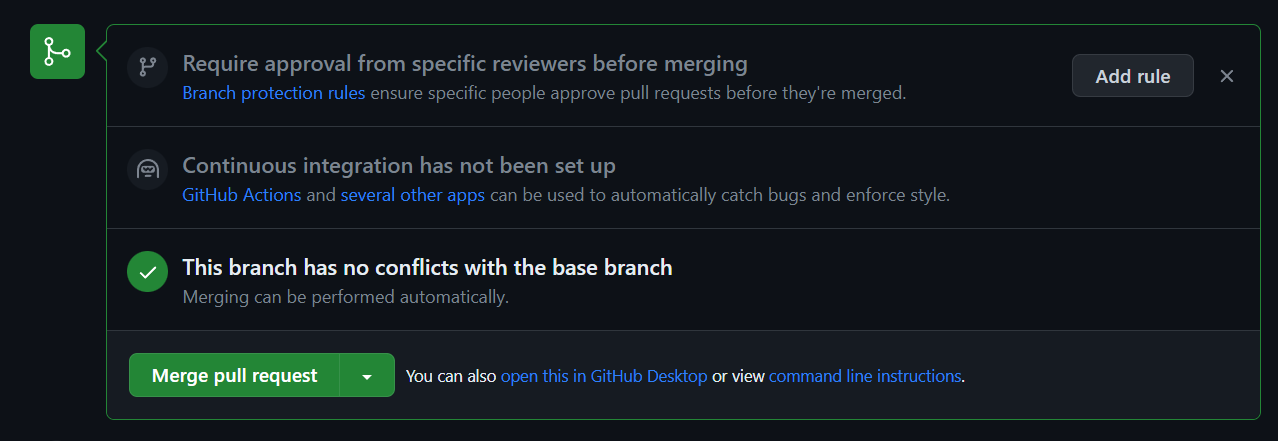 Require approval from specific reviewers before merging
Add rule
Branch protection rules ensure specific people approve pull requests before they're merged.
Continuous integration has not been set up
GitHub Actions and several other apps can be used to automatically catch bugs and enforce style.
This branch has no conflicts with the base branch
Merging can be performed automatically.
Merge pull request
You can also open this in GitHub Desktop or view command line instructions.